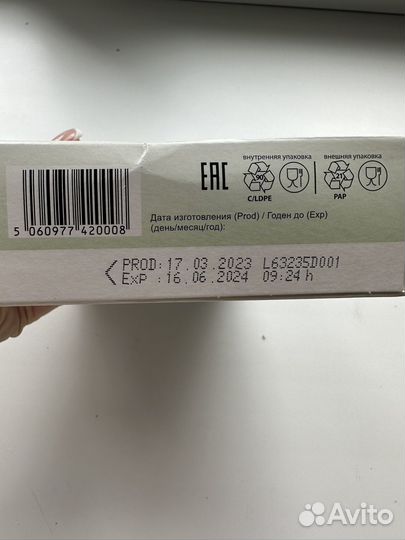 внутренняя упаковка
внешняя упаковка
EAC
90
21
C/LDPE
PAP
5 060977 420008
Дата изготовления (Prod) / Годен до (Exp)
(день/месяц/год):
PROD: 17.03.2023 L63235D001
EXP : 16.06.2024 09:24 h
Avito